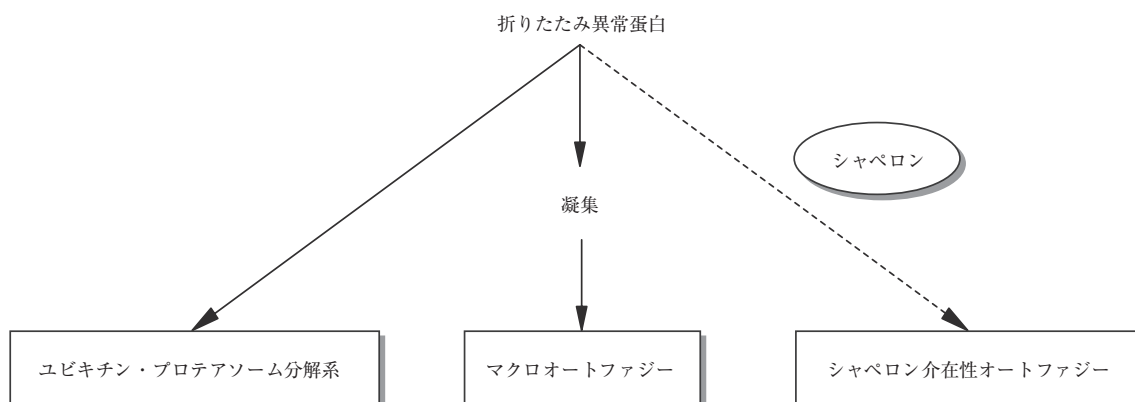 折りたたみ異常蛋白
シャペロン
凝集
ユビキチン・プロテアソーム分解系
マクロオートファジー
シャペロン介在性オートファジー